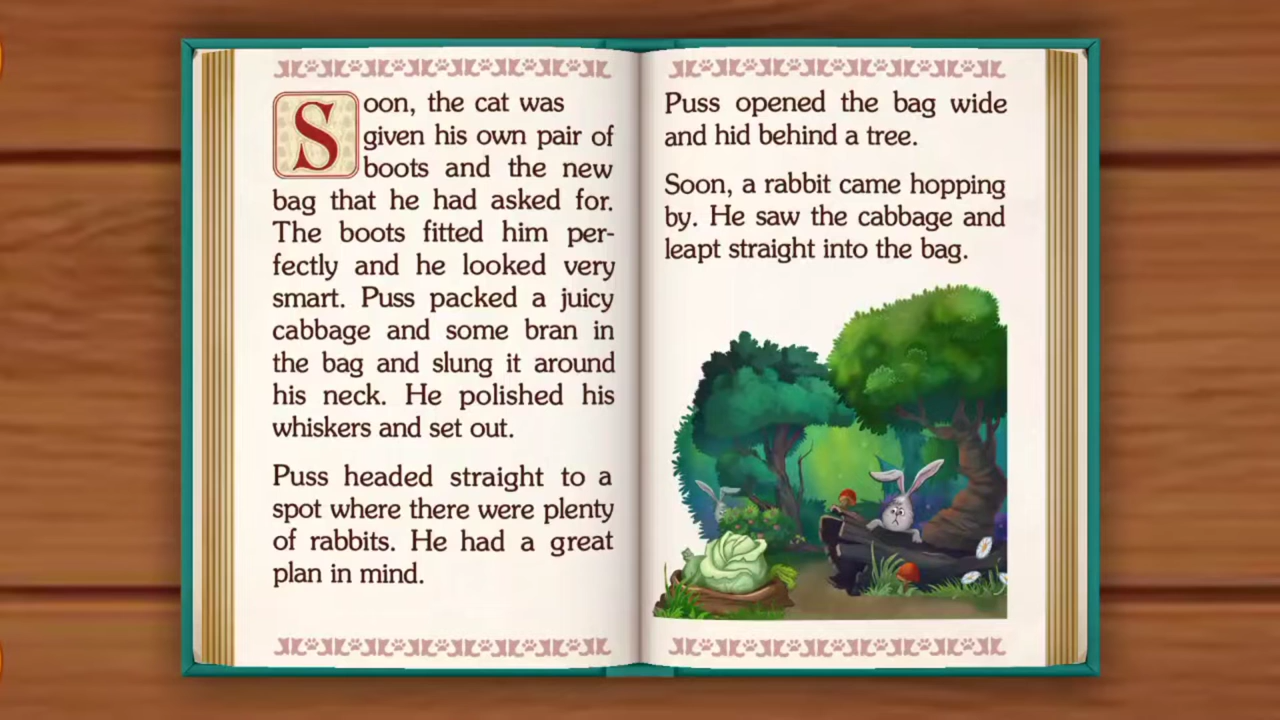 Soon, the cat was
given his own pair of
boots and the new
bag that he had asked for.
The boots fitted him per-
fectly and he looked very
smart. Puss packed a juicy
cabbage and some bran in
the bag and slung it around
his neck. He polished his
whiskers and set out.
Puss headed straight to a
spot where there were plenty
of rabbits. He had a great
plan in mind.
Puss opened the bag wide
and hid behind a tree.
Soon, a rabbit came hopping
by. He saw the cabbage and
leapt straight into the bag.